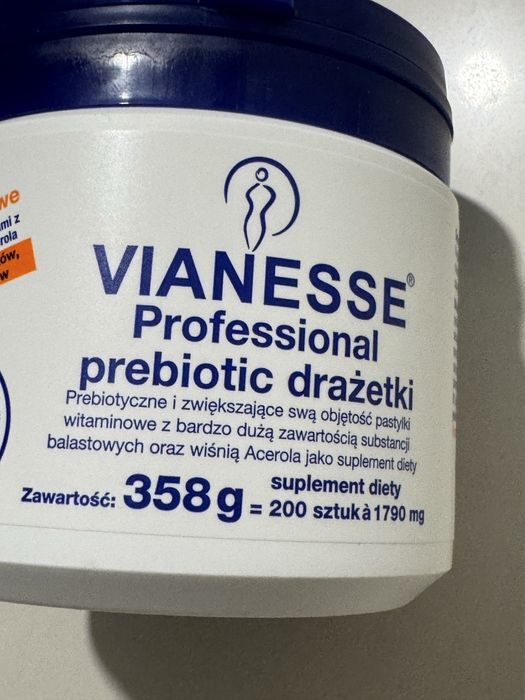 VIANESSE®
Professional
prebiotic drażetki
Prebiotyczne i zwiększające swą objętość pastylki
witaminowe z bardzo dużą zawartością substancji
balastowych oraz wiśnią Acerola jako suplement diety
suplement diety
Zawartość: 358g = 200 sztuk à 1790 mg